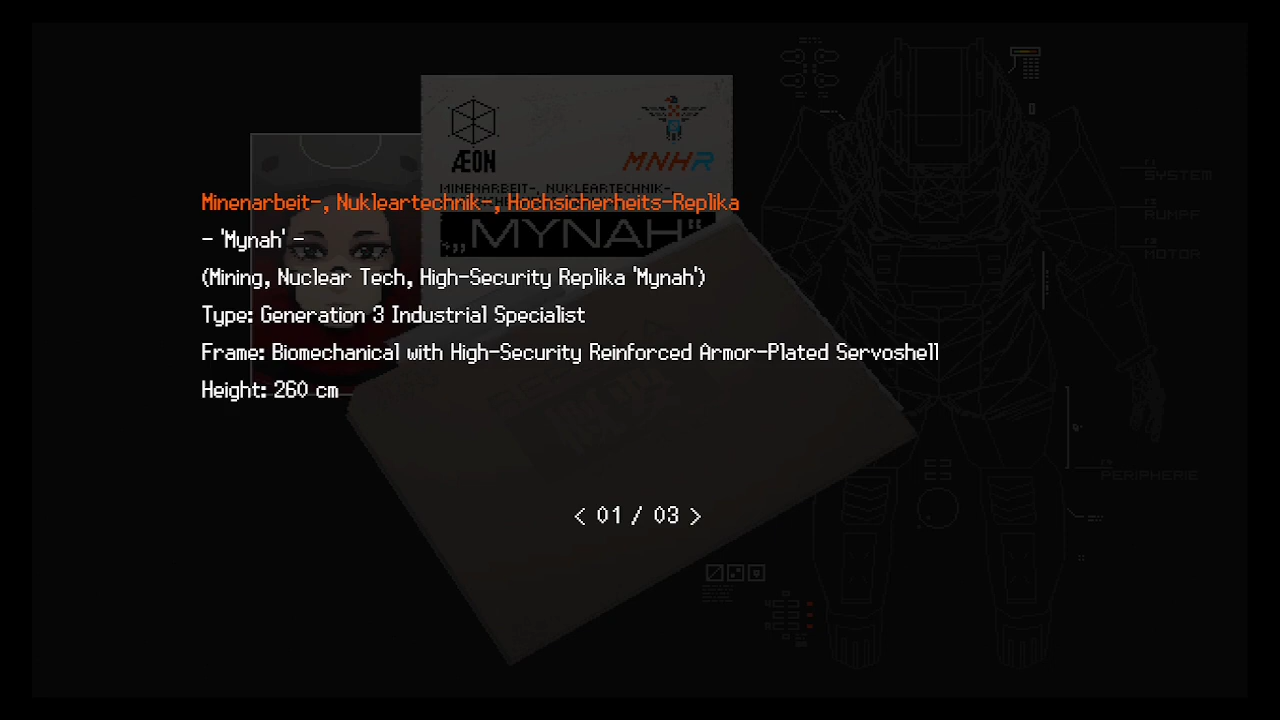 ÆON
MNHR
MINENARBEIT-, NUKLEARTECHNIK-,
„MYNAH“
Minenarbeit-, Nukleartechnik-, Hochsicherheits-Replika
- 'Mynah' -
(Mining, Nuclear Tech, High-Security Replika 'Mynah')
Type: Generation 3 Industrial Specialist
Frame: Biomechanical with High-Security Reinforced Armor-Plated Servoshell
Height: 260 cm
< 01 / 03 >
SYSTEM
RUMPF
MOTOR
PERIPHERIE